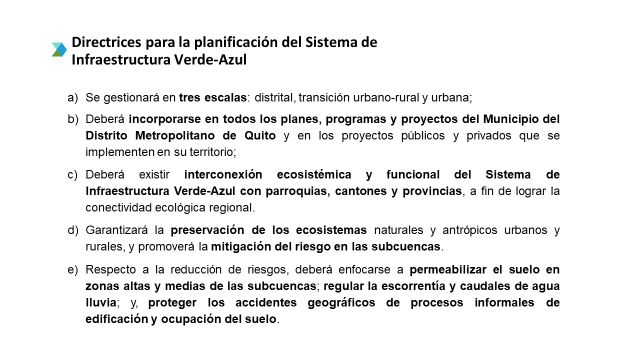 Directrices para la planificación del Sistema de
Infraestructura Verde-Azul
a) Se gestionará en tres escalas: distrital, transición urbano-rural y urbana;
b) Deberá incorporarse en todos los planes, programas y proyectos del Municipio del
Distrito Metropolitano de Quito y en los proyectos públicos y privados que se
implementen en su territorio;
c) Deberá existir interconexión ecosistémica y funcional del Sistema de
Infraestructura Verde-Azul con parroquias, cantones y provincias, a fin de lograr la
conectividad ecológica regional.
d) Garantizará la preservación de los ecosistemas naturales y antrópicos urbanos y
rurales, y promoverá la mitigación del riesgo en las subcuencas.
e) Respecto a la reducción de riesgos, deberá enfocarse a permeabilizar el suelo en
zonas altas y medias de las subcuencas; regular la escorrentía y caudales de agua
lluvia; y, proteger los accidentes geográficos de procesos informales de
edificación y ocupación del suelo.